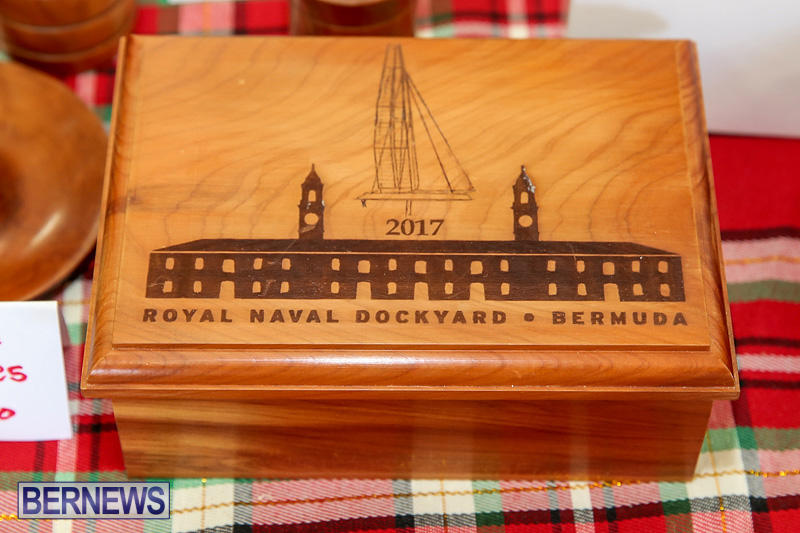 2017
ROYAL NAVAL DOCKYARD • BERMUDA
BERNEWS